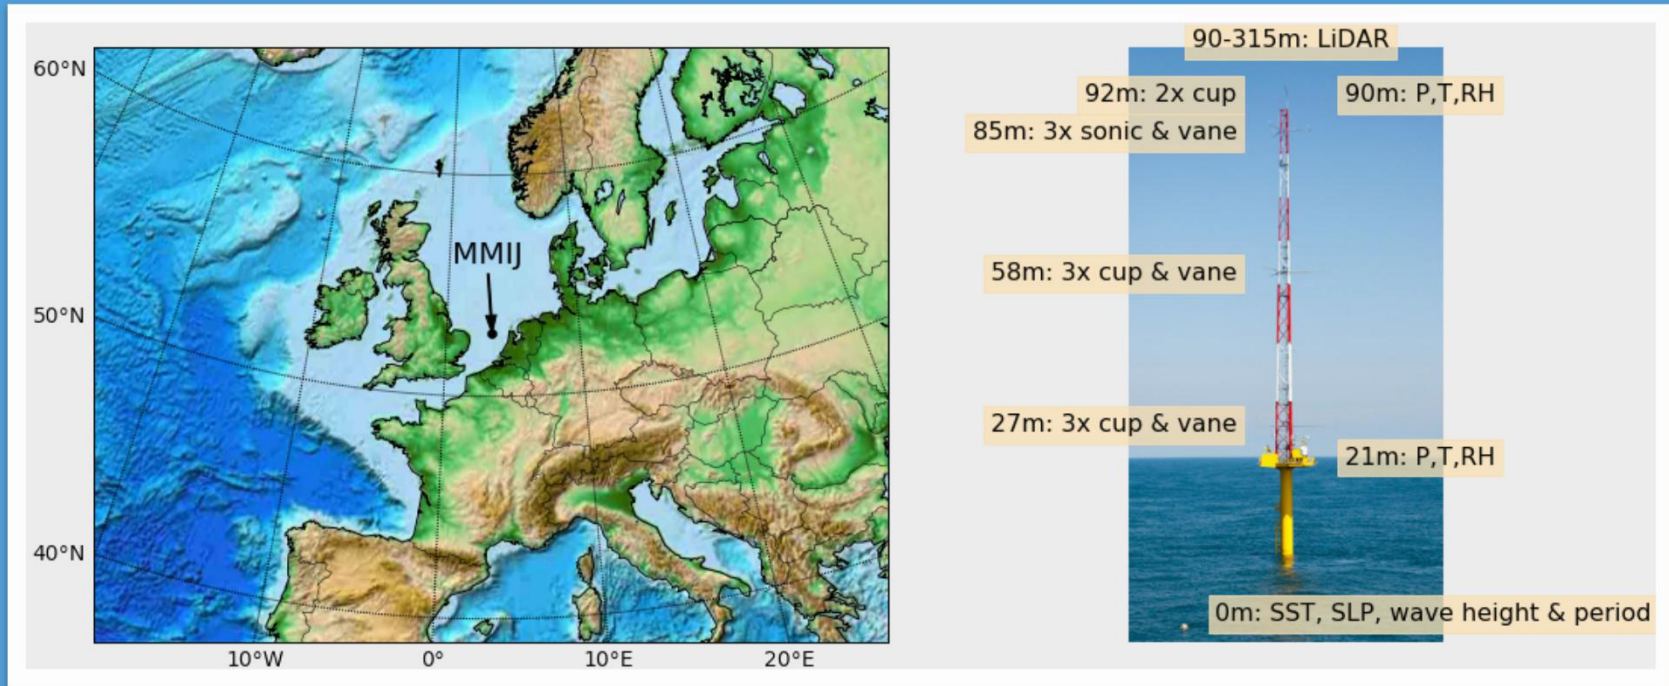 60°N
50°N
40°N
10°W
0°
10°E
20°E
MMIJ
90-315m: LiDAR
92m: 2x cup
90m: P,T,RH
85m: 3x sonic & vane
58m: 3x cup & vane
27m: 3x cup & vane
21m: P,T,RH
0m: SST, SLP, wave height & period